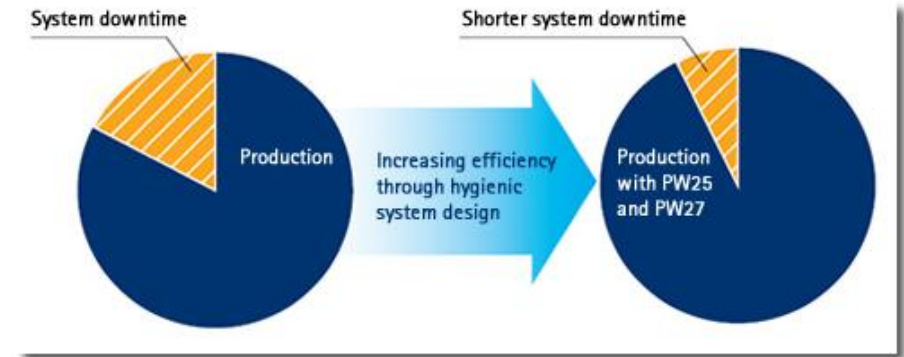 System downtime
Shorter system downtime
Production
Increasing efficiency
through hygienic
system design
Production
with PW25
and PW27